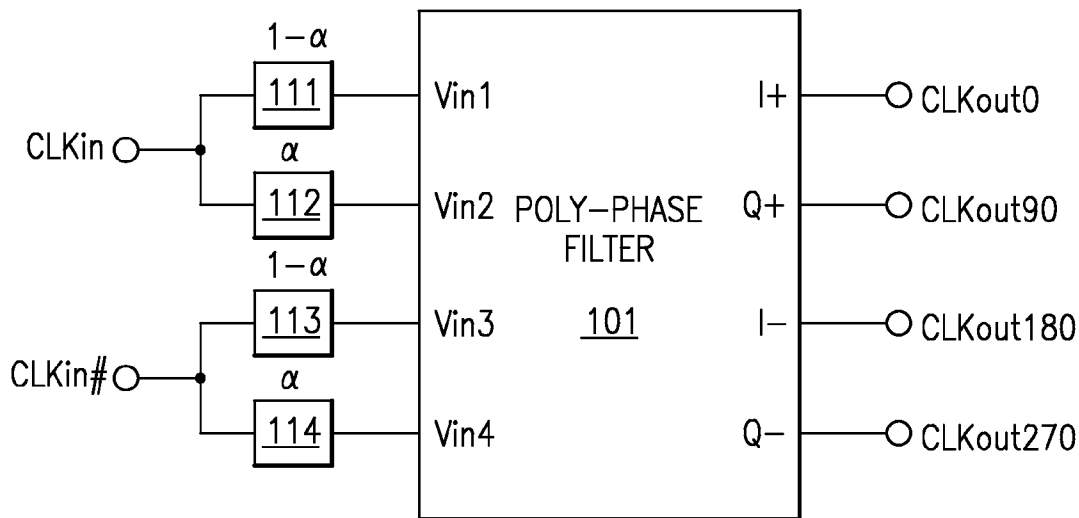 1-α
111
Vin1
I+
CLKout0
CLKin
α
112
Vin2
POLY-PHASE
FILTER
Q+
CLKout90
1-α
113
Vin3
101
I-
CLKout180
CLKin#
α
114
Vin4
Q-
CLKout270